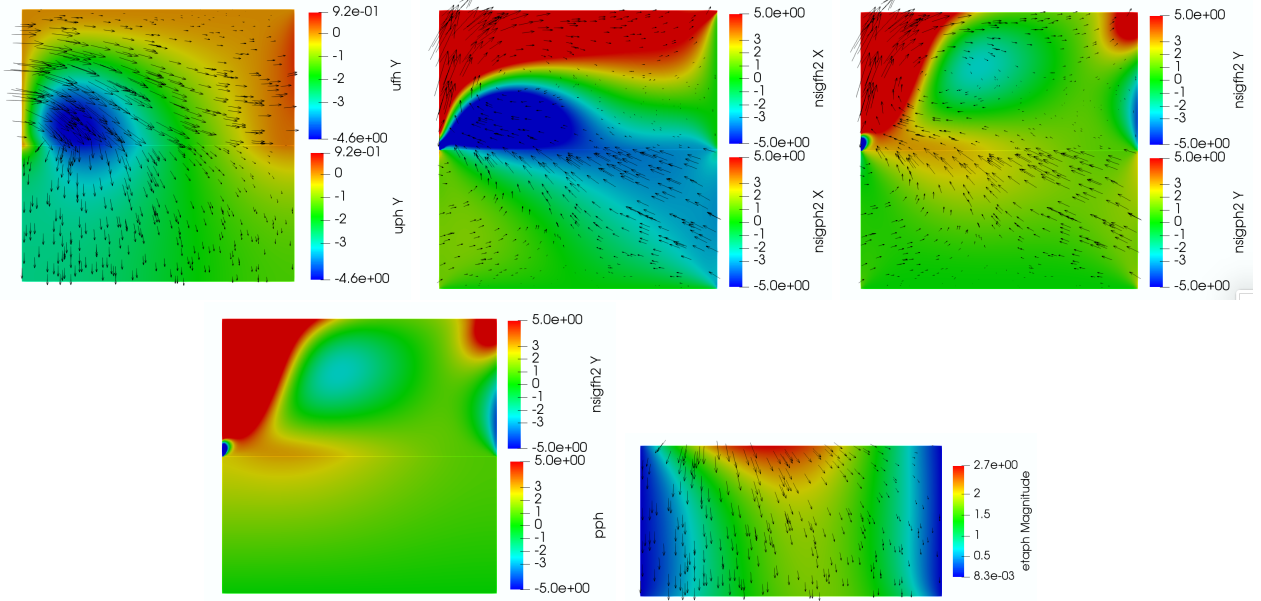 9.2e-01
0
-1
-2
-3
-4.6e+00
ufh Y
9.2e-01
0
-1
-2
-3
-4.6e+00
uph Y
5.0e+00
3
2
1
0
-1
-2
-3
-5.0e+00
nsigfh2 X
5.0e+00
3
2
1
0
-1
-2
-3
-5.0e+00
nsigph2 X
5.0e+00
3
2
1
0
-1
-2
-3
-5.0e+00
nsigfh2 Y
5.0e+00
3
2
1
0
-1
-2
-3
-5.0e+00
nsigph2 Y
5.0e+00
3
2
1
0
-1
-2
-3
-5.0e+00
nsigfh2 Y
5.0e+00
3
2
1
0
-1
-2
-3
-5.0e+00
pph
2.7e+00
2
1.5
1
0.5
8.3e-03
etaph Magnitude